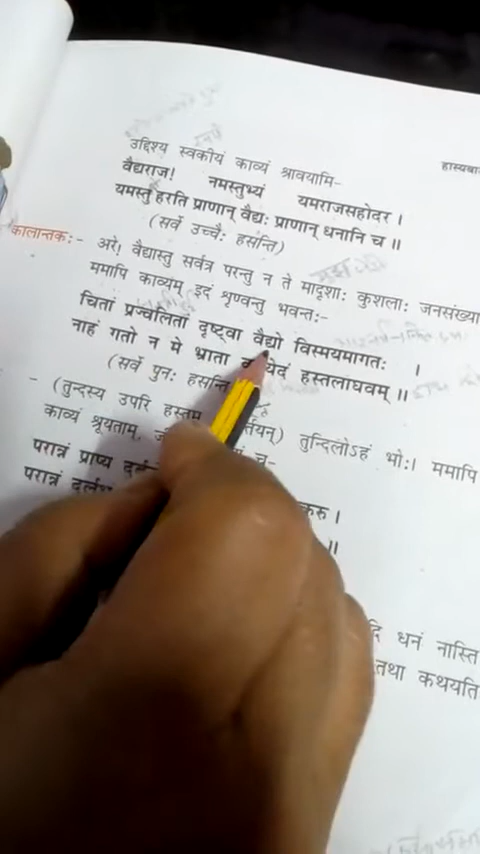 हास्यबा
उद्दिश्य स्वकीयं काव्यं श्रावयामि-
वैद्यराज! नमस्तुभ्यं यमराजसहोदर ।
यमस्तु हरति प्राणान् वैद्यः प्राणान् धनानि च ॥
(सर्वे उच्चैः हसन्ति)
कालान्तकः- अरे! वैद्यास्तु सर्वत्र परन्तु न ते मादृशाः कुशलाः जनसंख्या
ममापि काव्यम् इदं शृण्वन्तु भवन्तः-
चितां प्रज्वलितां दृष्ट्वा वैद्यो विस्मयमागतः ।
नाहं गतो न मे भ्राता हस्तलाघवम् ॥
(सर्वे पुनः हसन्ति
- (तुन्दस्य उपरि हस्तम् तुन्दिलोऽहं भोः। ममापि
काव्यं श्रूयताम्, च-
परान्नं प्राप्य कुरु ।
परान्नं ॥
धनं नास्ति
तथा कथयति